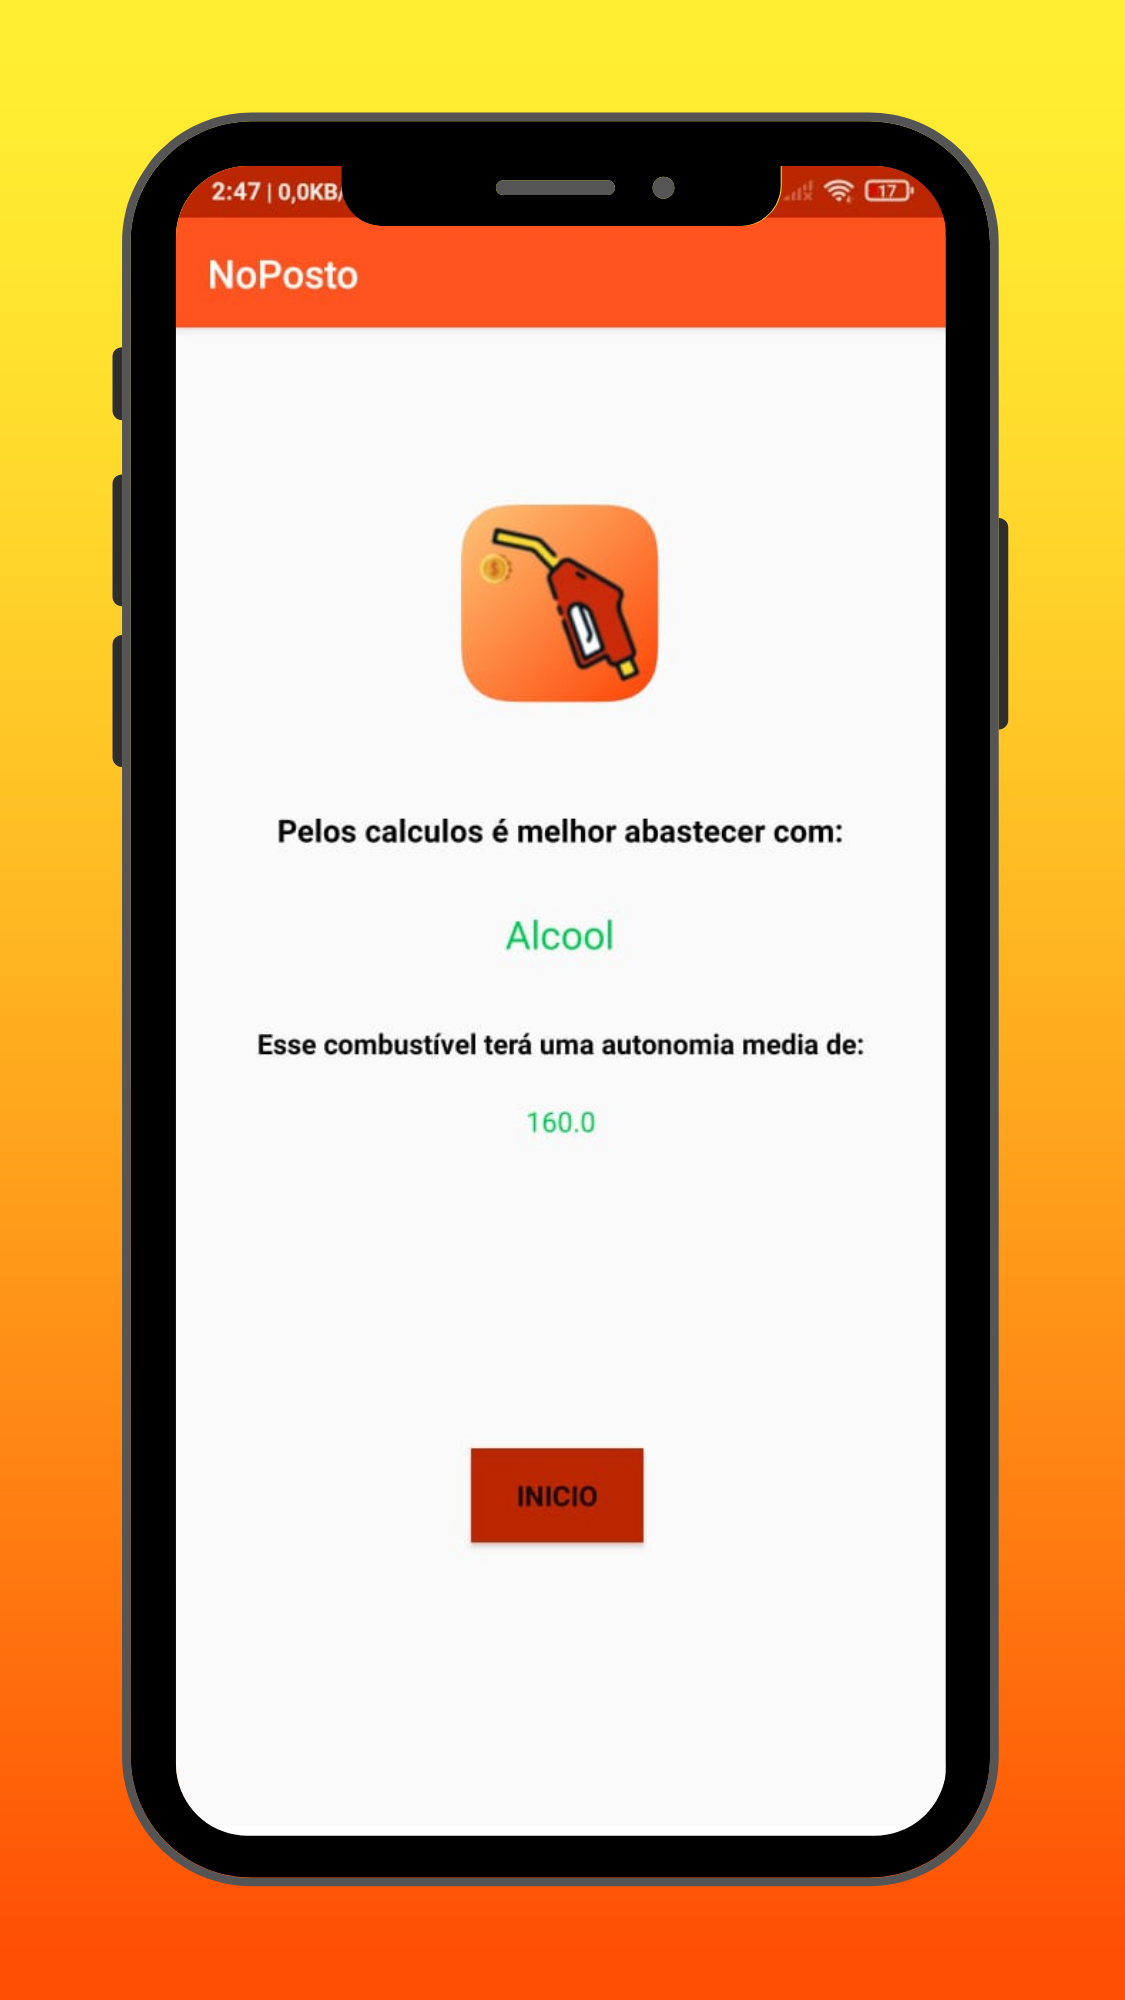 2:47 | 0,0KB/
17
NoPosto
Pelos calculos é melhor abastecer com:
Alcool
Esse combustível terá uma autonomia media de:
160.0
INICIO